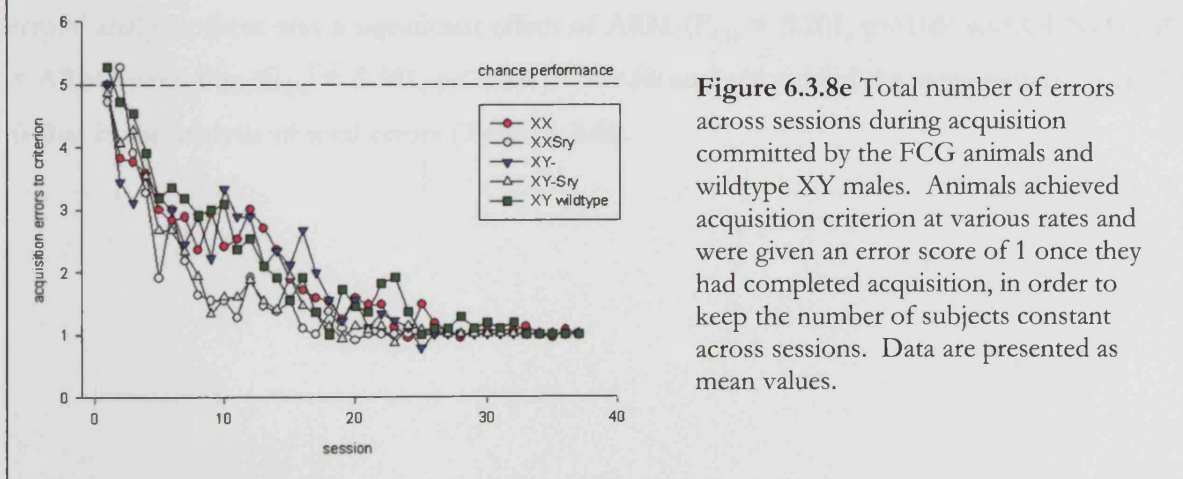 6
5
4
3
2
1
0
acquisition errors to criterion
chance performance
XX
XXSry
XY-
XY-Sry
XY wildtype
0
10
20
30
40
session
Figure 6.3.8e Total number of errors
across sessions during acquisition
committed by the FCG animals and
wildtype XY males. Animals achieved
acquisition criterion at various rates and
were given an error score of 1 once they
had completed acquisition, in order to
keep the number of subjects constant
across sessions. Data are presented as
mean values.